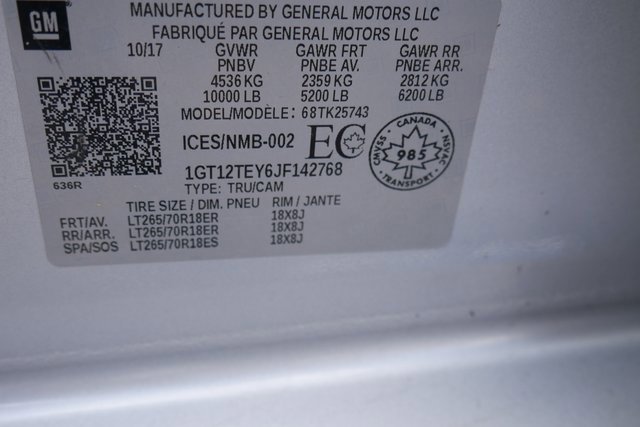 GM
MANUFACTURED BY GENERAL MOTORS LLC
FABRIQUÉ PAR GENERAL MOTORS LLC
10/17 GVWR GAWR FRT GAWR RR
PNBV PNBE AV. PNBE ARR.
4536 KG 2359 KG 2812 KG
10000 LB 5200 LB 6200 LB
MODEL/MODÈLE: 68TK25743
ICES/NMB-002 EC
1GT12TEY6JF142768
TYPE: TRU/CAM
636R
CANADA
CMVSS 985 NSVAC
TRANSPORT
TIRE SIZE / DIM. PNEU RIM / JANTE
FRT/AV. LT265/70R18ER 18X8J
RR/ARR. LT265/70R18ER 18X8J
SPA/SOS LT265/70R18ES 18X8J